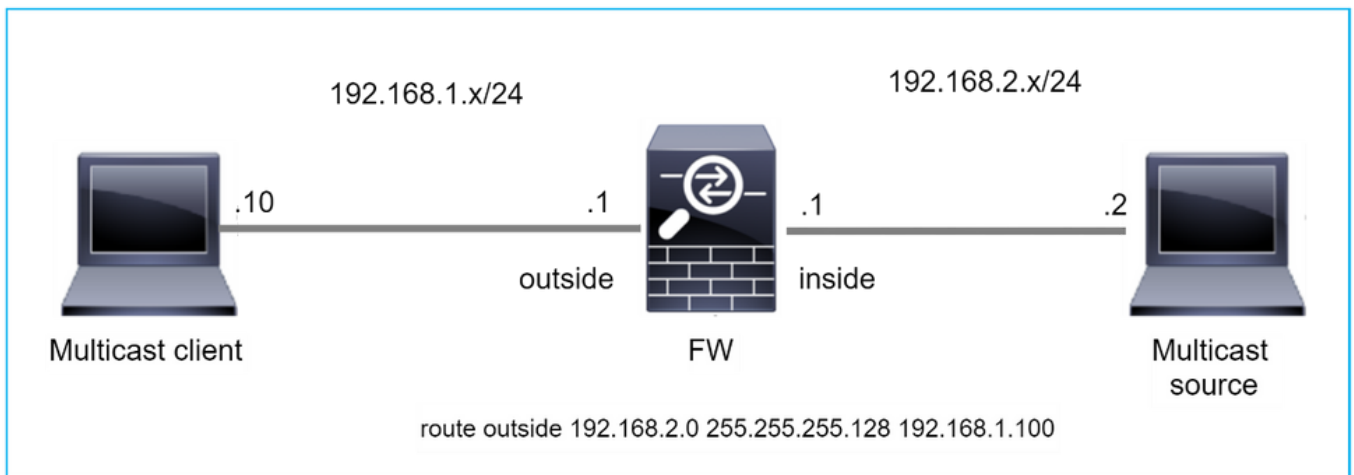 192.168.1.x/24
192.168.2.x/24
.10
.1
.1
.2
outside
inside
Multicast client
FW
Multicast
source
route outside 192.168.2.0 255.255.255.128 192.168.1.100